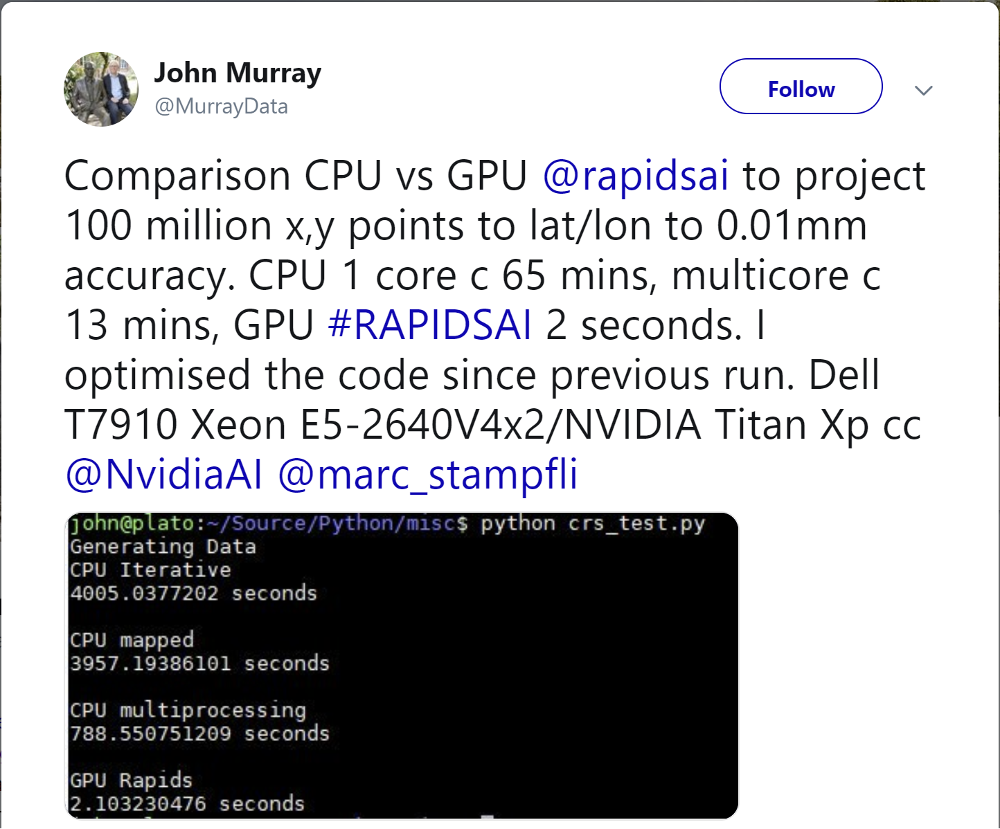 John Murray
@MurrayData
Follow
Comparison CPU vs GPU @rapidsai to project
100 million x,y points to lat/lon to 0.01mm
accuracy. CPU 1 core c 65 mins, multicore c
13 mins, GPU #RAPIDSAI 2 seconds. I
optimised the code since previous run. Dell
T7910 Xeon E5-2640V4x2/NVIDIA Titan Xp cc
@NvidiaAI @marc_stampfli
john@plato:~/Source/Python/misc$ python crs_test.py
Generating Data
CPU Iterative
4005.0377202 seconds
CPU mapped
3957.19386101 seconds
CPU multiprocessing
788.550751209 seconds
GPU Rapids
2.103230476 seconds